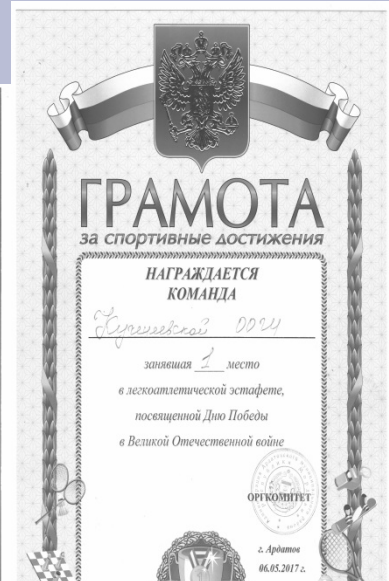 ГРАМОТА
за спортивные достижения
НАГРАЖДАЕТСЯ
КОМАНДА
занявшая 1 место
в легкоатлетической эстафете,
посвященной Дню Победы
в Великой Отечественной войне
ОРГКОМИТЕТ
г. Ардатов
06.05.2017 г.